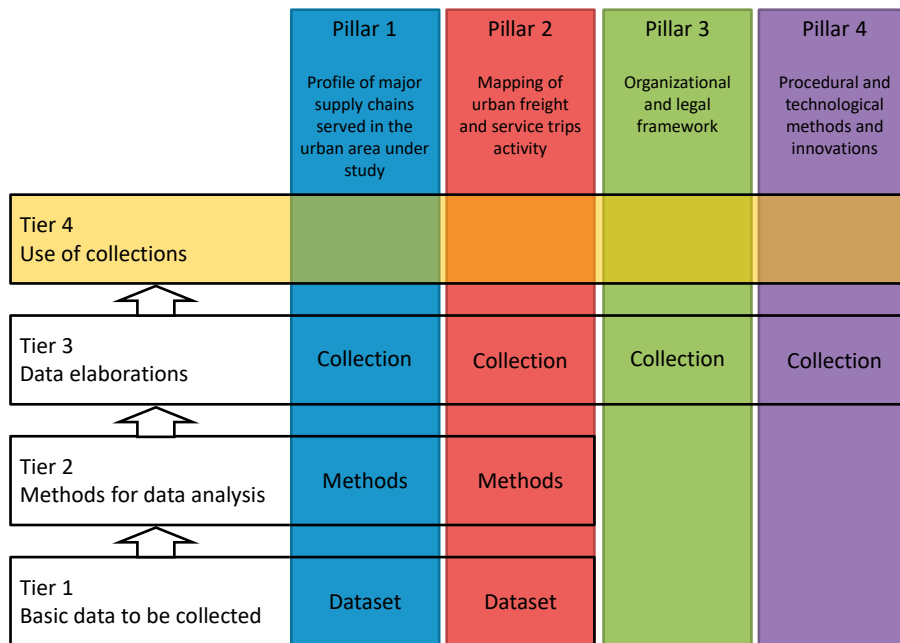 Pillar 1
Profile of major
supply chains
served in the
urban area under
study
Pillar 2
Mapping of
urban freight
and service trips
activity
Pillar 3
Organizational
and legal
framework
Pillar 4
Procedural and
technological
methods and
innovations
Tier 4
Use of collections
Tier 3
Data elaborations
Collection
Collection
Collection
Collection
Tier 2
Methods for data analysis
Methods
Methods
Tier 1
Basic data to be collected
Dataset
Dataset